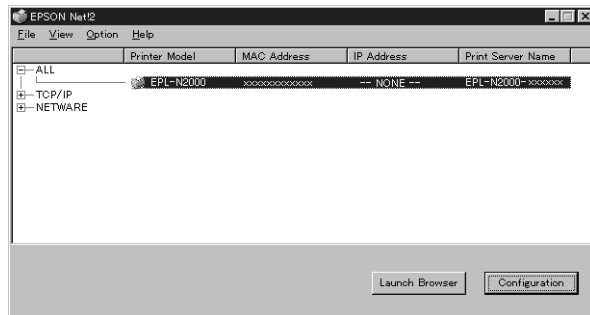 EPSON Net!2
File View Option Help
Printer Model MAC Address IP Address Print Server Name
ALL
EPL-N2000 xxxxxxxxxxxx -- NONE -- EPL-N2000-xxxxxx
TCP/IP
NETWARE
Launch Browser Configuration